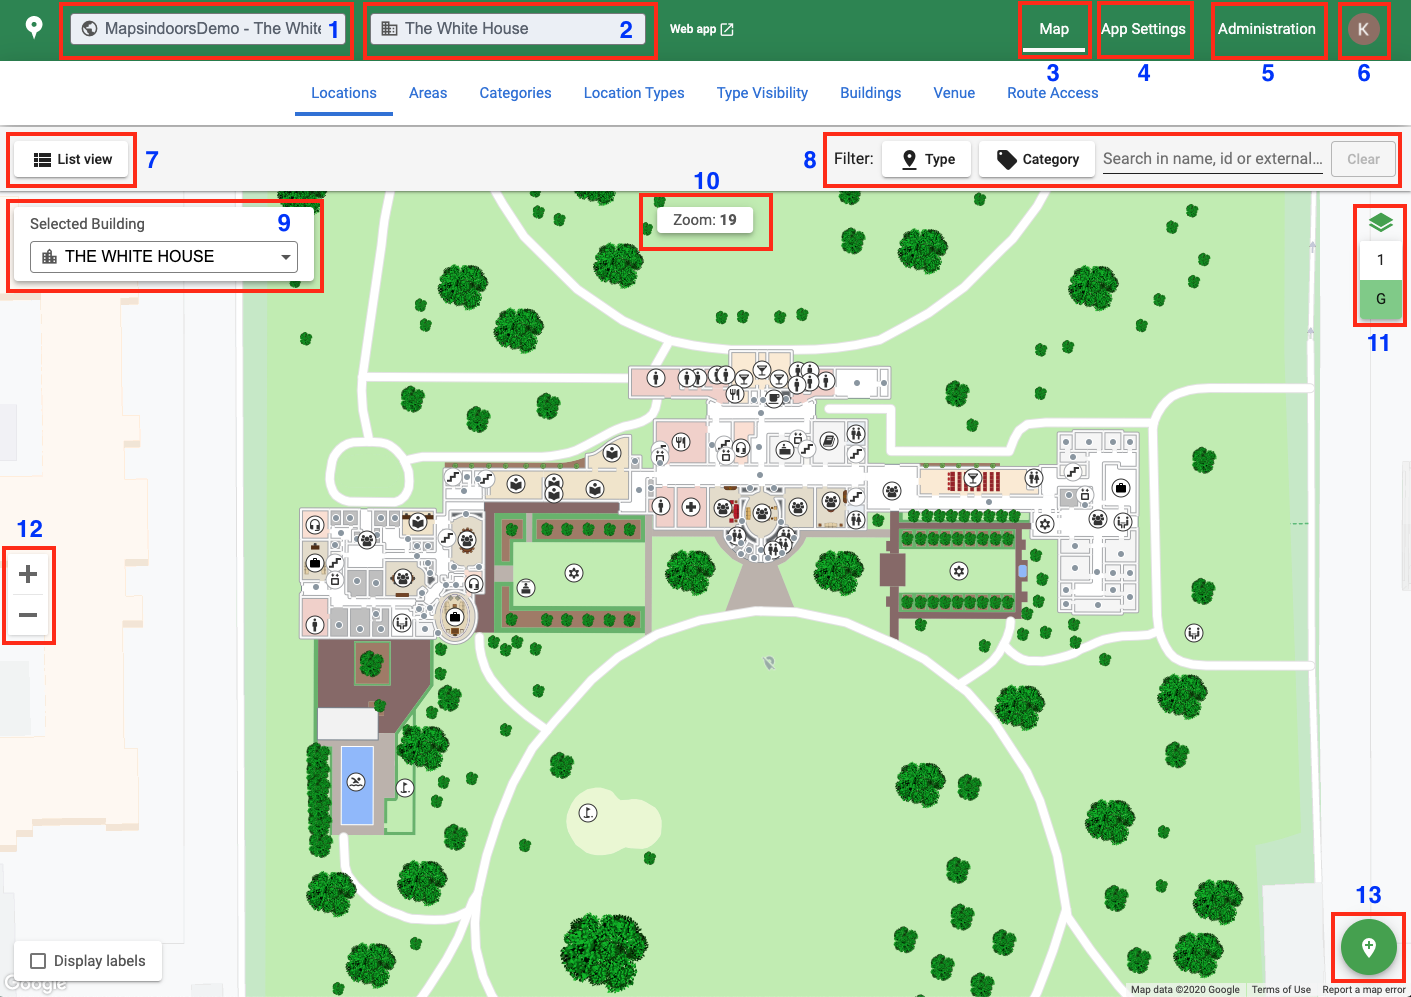 MapsindoorsDemo - The White 1
The White House 2
Web app
Map
App Settings
Administration
K
3
4
5
6
Locations
Areas
Categories
Location Types
Type Visibility
Buildings
Venue
Route Access
List view
7
8
Filter:
Type
Category
Search in name, id or external...
Clear
10
Zoom: 19
Selected Building
9
THE WHITE HOUSE
1
G
11
12
+
−
13
Display labels
Google
Map data ©2020 Google
Terms of Use
Report a map error